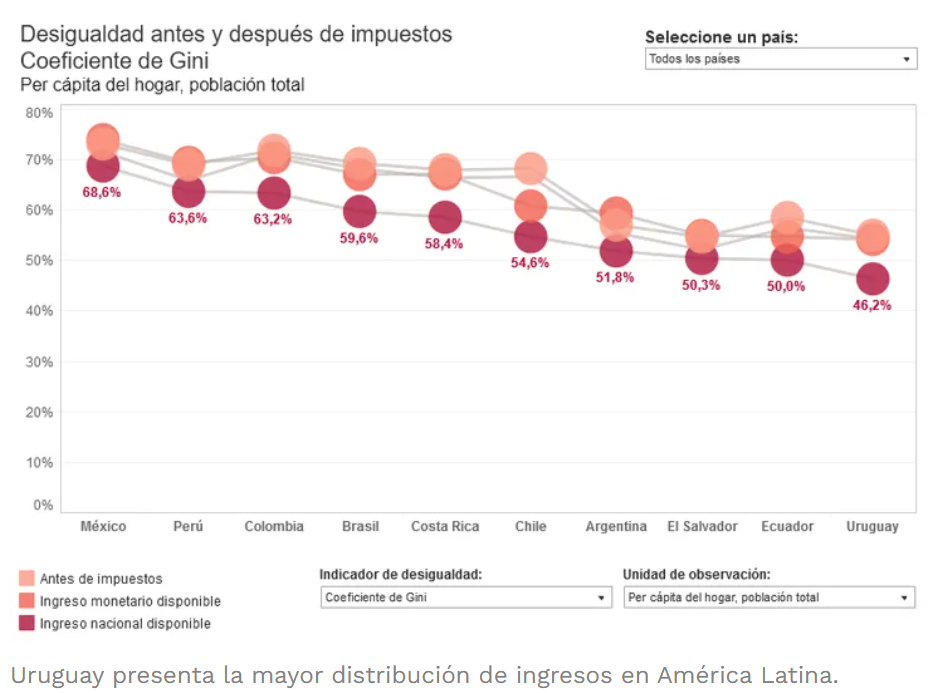 Desigualdad antes y después de impuestos
Coeficiente de Gini
Per cápita del hogar, población total
Seleccione un país:
Todos los países
80%
70%
60%
50%
40%
30%
20%
10%
0%
68,6%
63,6%
63,2%
59,6%
58,4%
54,6%
51,8%
50,3%
50,0%
46,2%
México
Perú
Colombia
Brasil
Costa Rica
Chile
Argentina
El Salvador
Ecuador
Uruguay
Antes de impuestos
Ingreso monetario disponible
Ingreso nacional disponible
Indicador de desigualdad:
Coeficiente de Gini
Unidad de observación:
Per cápita del hogar, población total
Uruguay presenta la mayor distribución de ingresos en América Latina.